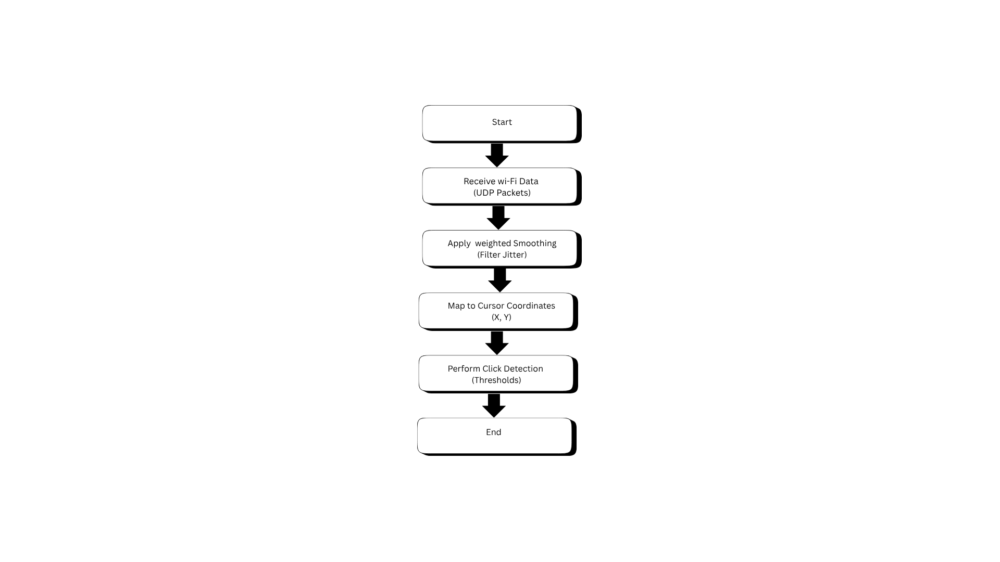 Start
Receive wi-Fi Data
(UDP Packets)
Apply  weighted Smoothing
(Filter Jitter)
Map to Cursor Coordinates
(X, Y)
Perform Click Detection
(Thresholds)
End